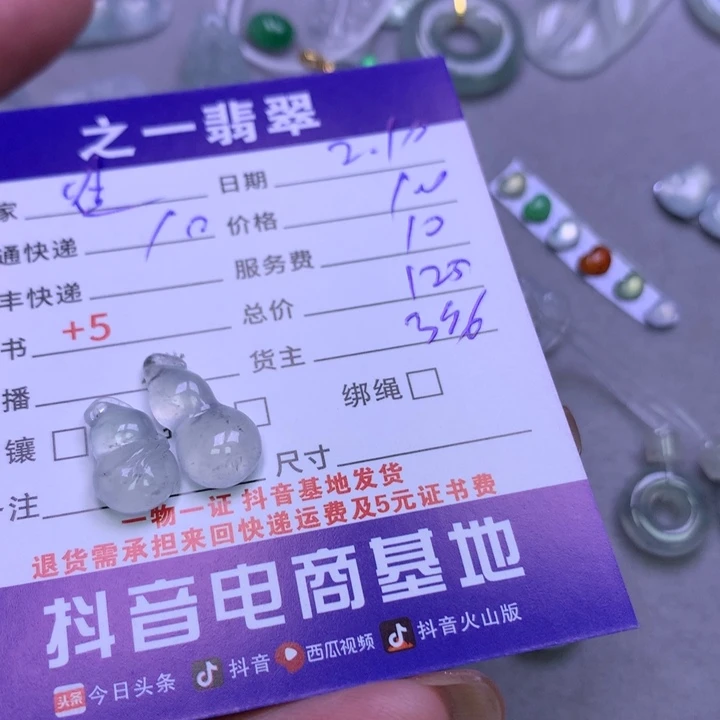 之一翡翠
家 日期
通快递 10 价格
丰快递 服务费 10
书 +5 总价 125
播 货主 346
镶 绑绳
注 尺寸
一物一证 抖音基地发货
退货需承担来回快递运费及5元证书费
抖音电商基地
头条 今日头条 抖音 西瓜视频 抖音火山版